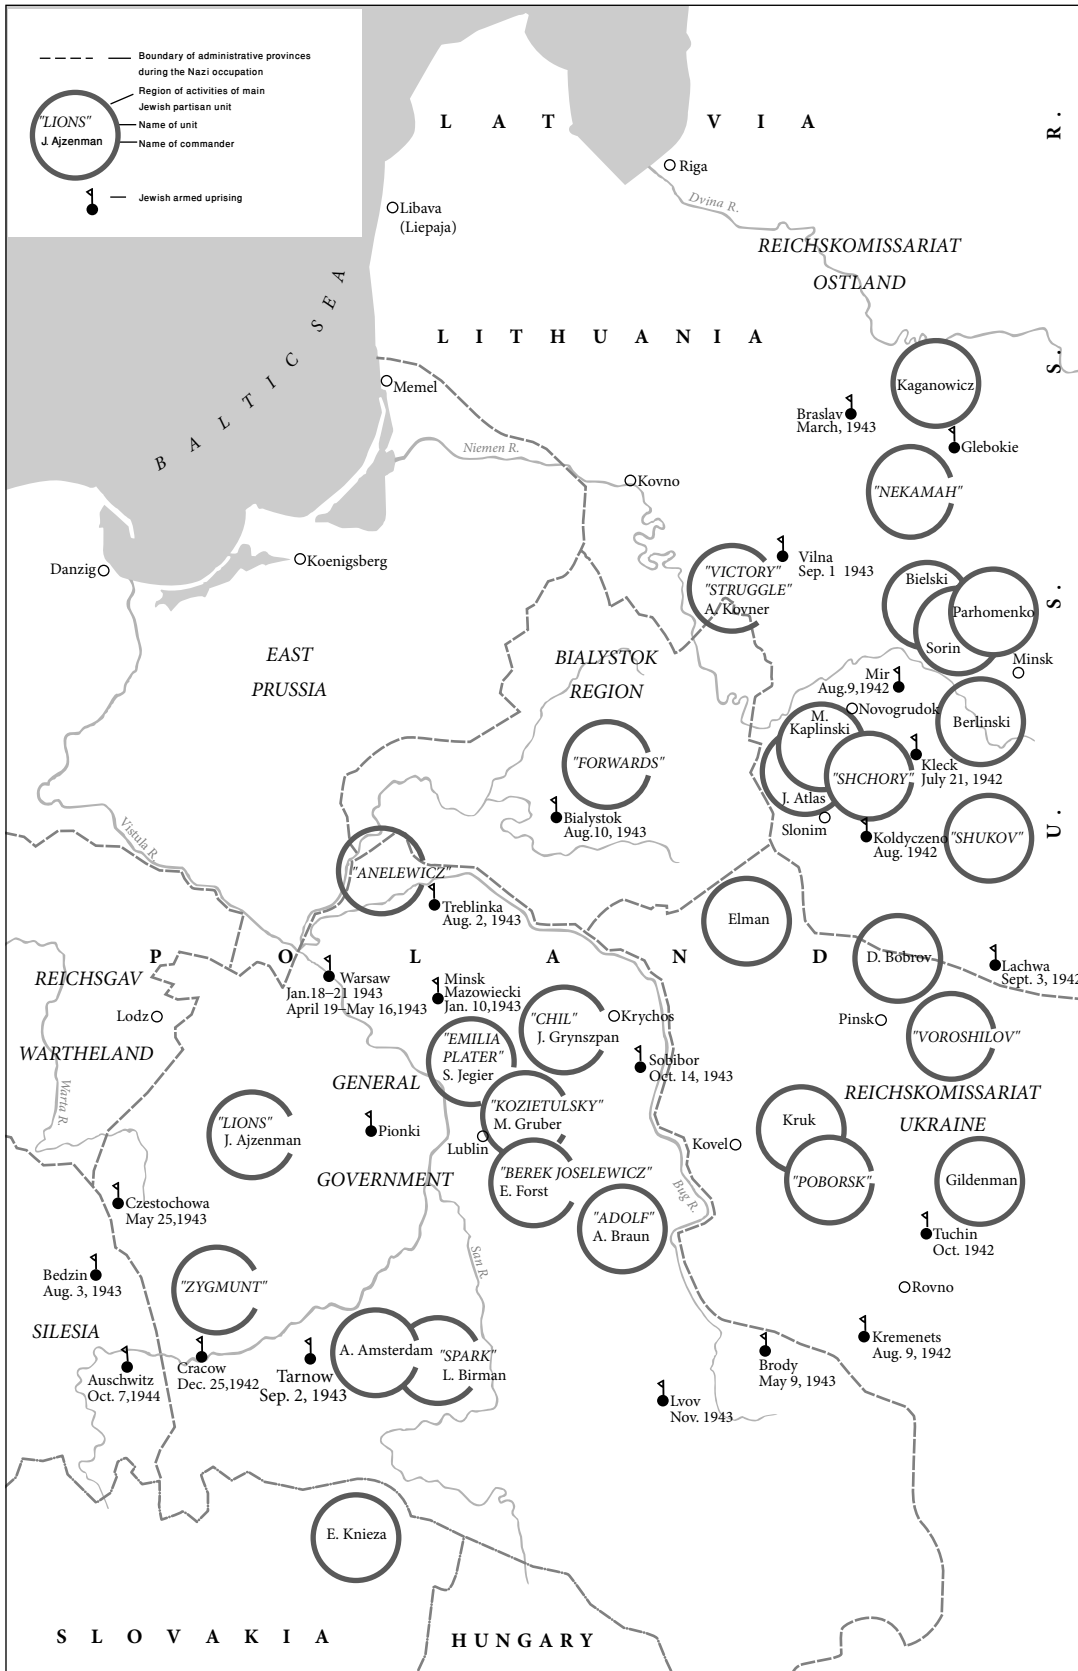 Boundary of administrative provinces
during the Nazi occupation
Region of activities of main
Jewish partisan unit
"LIONS"
Name of unit
J. Ajzenman
Name of commander
Jewish armed uprising
L A T V I A
U. S. S. R.
Riga
Dvina R.
Libava
(Liepaja)
REICHSKOMISSARIAT
OSTLAND
BALTIC SEA
LITHUANIA
Memel
Kaganowicz
Braslav
March, 1943
Glebokie
Niemen R.
Kovno
"NEKAMAH"
Danzig
Koenigsberg
Vilna
Sep. 1 1943
"VICTORY"
"STRUGGLE"
A. Kovner
Bielski
Parhomenko
Sorin
Minsk
EAST
PRUSSIA
BIALYSTOK
REGION
Mir
Aug.9,1942
Novogrudok
M.
Kaplinski
Berlinski
"FORWARDS"
Kleck
July 21, 1942
"SHCHORY"
J. Atlas
Slonim
Bialystok
Aug.10, 1943
Koldyczeno
Aug. 1942
"SHUKOV"
Vistula R.
"ANELEWICZ"
Treblinka
Aug. 2, 1943
Elman
P O L A N D
D. Bobrov
Lachwa
Sept. 3, 1942
REICHSGAV
WARTHELAND
Lodz
Warsaw
Jan.18–21 1943
April 19–May 16,1943
Minsk
Mazowiecki
Jan. 10,1943
"CHIL"
J. Grynszpan
Krychos
Pinsk
"VOROSHILOV"
"EMILIA
PLATER"
S. Jegier
Sobibor
Oct. 14, 1943
Warta R.
GENERAL
GOVERNMENT
REICHSKOMISSARIAT
UKRAINE
"LIONS"
J. Ajzenman
Pionki
"KOZIETULSKY"
M. Gruber
Lublin
Kruk
Kovel
"BEREK JOSELEWICZ"
E. Forst
"POBORSK"
Gildenman
Czestochowa
May 25,1943
Bug R.
"ADOLF"
A. Braun
Tuchin
Oct. 1942
San R.
Bedzin
Aug. 3, 1943
"ZYGMUNT"
Rovno
SILESIA
Kremenets
Aug. 9, 1942
Auschwitz
Oct. 7,1944
Cracow
Dec. 25,1942
Tarnow
Sep. 2, 1943
A. Amsterdam
"SPARK"
L. Birman
Brody
May 9, 1943
Lvov
Nov. 1943
E. Knieza
SLOVAKIA
HUNGARY